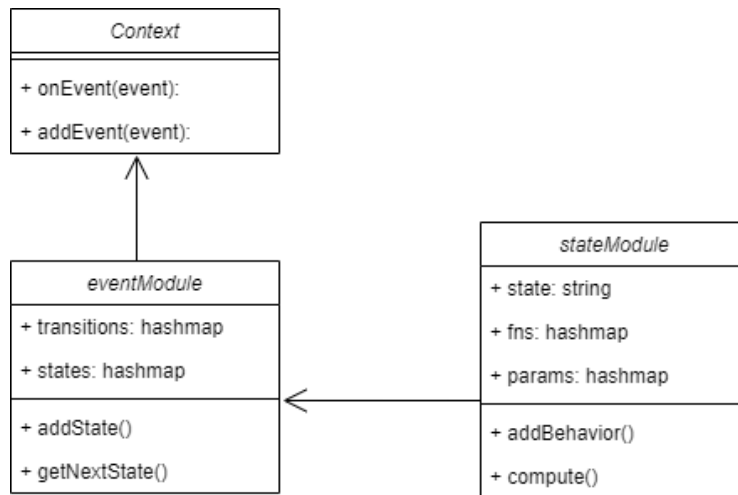 Context
+ onEvent(event):
+ addEvent(event):
eventModule
+ transitions: hashmap
+ states: hashmap
+ addState()
+ getNextState()
stateModule
+ state: string
+ fns: hashmap
+ params: hashmap
+ addBehavior()
+ compute()